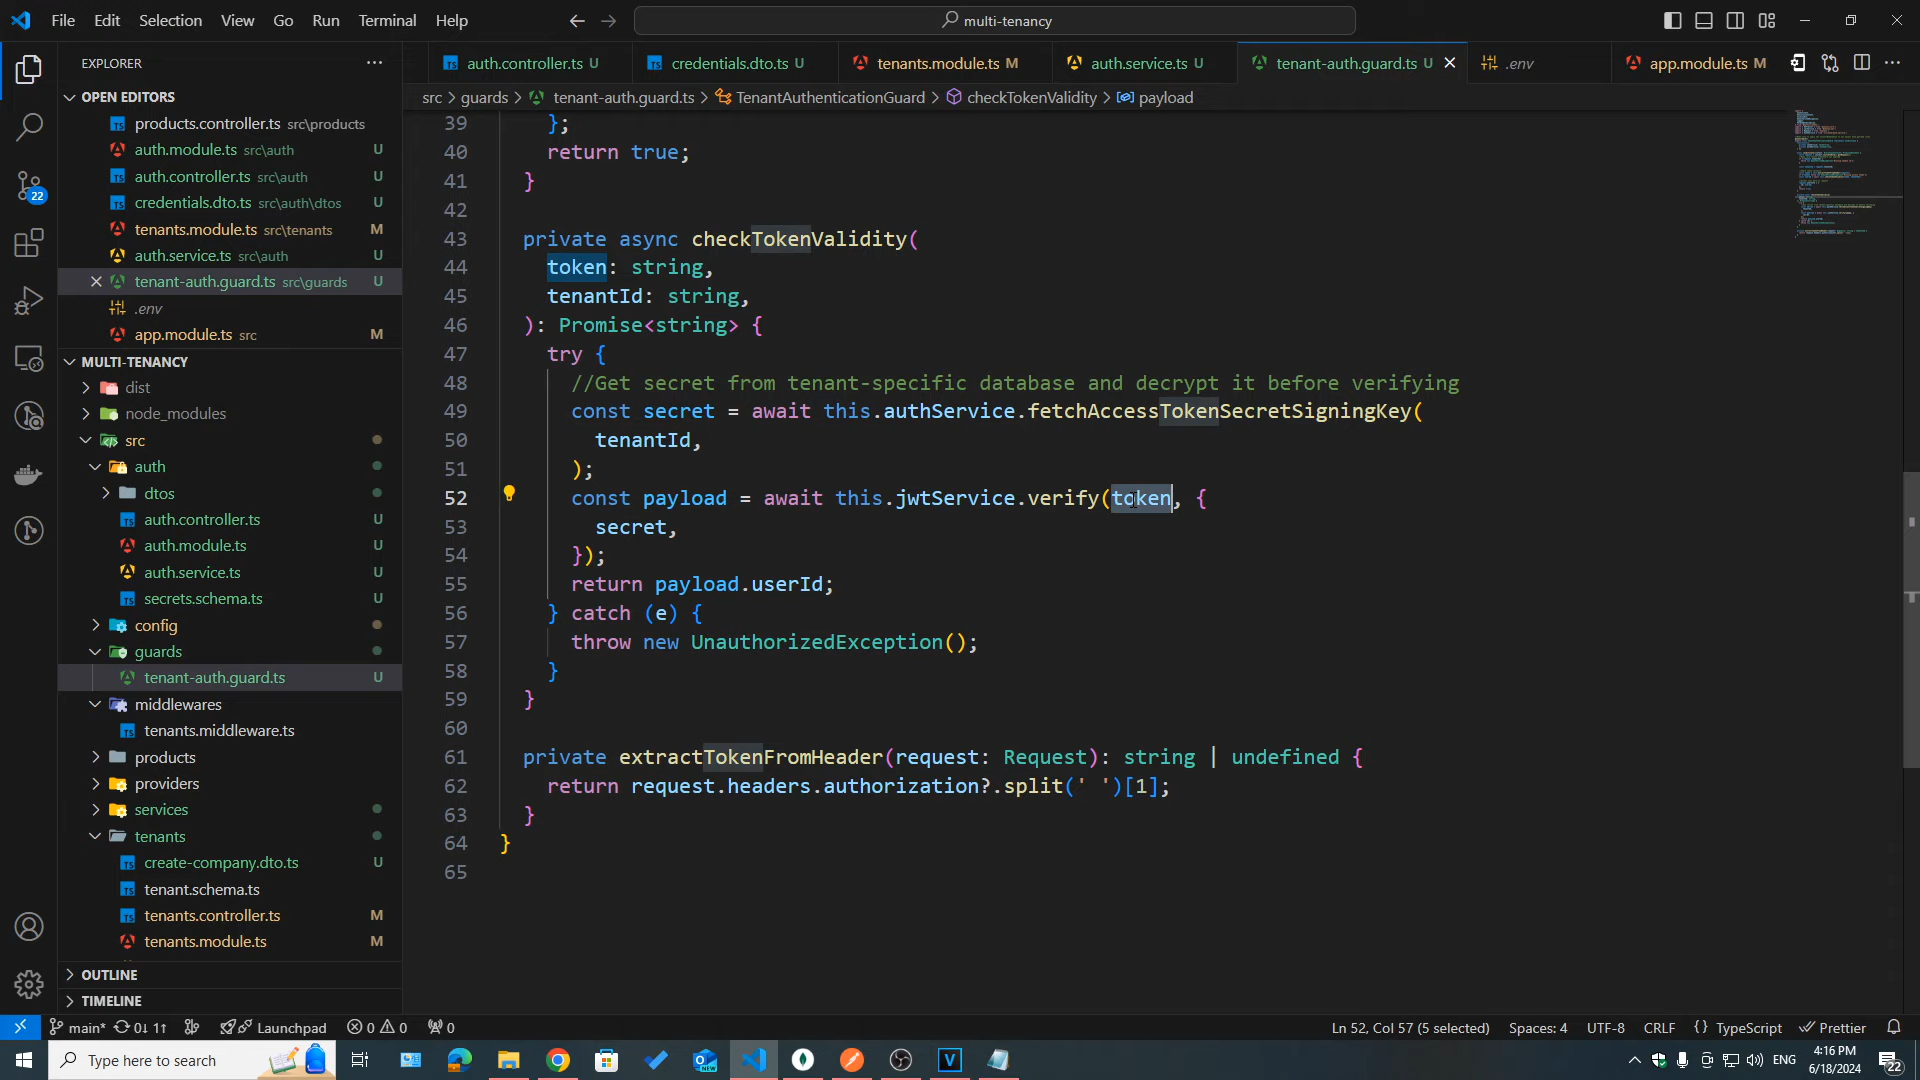 File Edit Selection View Go Run Terminal Help
multi-tenancy
EXPLORER
OPEN EDITORS
products.controller.ts src\products
auth.module.ts src\auth U
auth.controller.ts src\auth U
credentials.dto.ts src\auth\dtos U
tenants.module.ts src\tenants M
auth.service.ts src\auth U
tenant-auth.guard.ts src\guards U
.env
app.module.ts src M
MULTI-TENANCY
dist
node_modules
src
auth
dtos
auth.controller.ts U
auth.module.ts U
auth.service.ts U
secrets.schema.ts U
config
guards
tenant-auth.guard.ts U
middlewares
tenants.middleware.ts
products
providers
services
tenants
create-company.dto.ts U
tenant.schema.ts
tenants.controller.ts M
tenants.module.ts M
OUTLINE
TIMELINE
22
auth.controller.ts U
credentials.dto.ts U
tenants.module.ts M
auth.service.ts U
tenant-auth.guard.ts U
.env
app.module.ts M
src > guards > tenant-auth.guard.ts > TenantAuthenticationGuard > checkTokenValidity > payload
39 };
40 return true;
41 }
42
43 private async checkTokenValidity(
44 token: string,
45 tenantId: string,
46 ): Promise<string> {
47 try {
48 //Get secret from tenant-specific database and decrypt it before verifying
49 const secret = await this.authService.fetchAccessTokenSecretSigningKey(
50 tenantId,
51 );
52 const payload = await this.jwtService.verify(token, {
53 secret,
54 });
55 return payload.userId;
56 } catch (e) {
57 throw new UnauthorizedException();
58 }
59 }
60
61 private extractTokenFromHeader(request: Request): string | undefined {
62 return request.headers.authorization?.split(' ')[1];
63 }
64 }
65
main* 0↓ 1↑ Launchpad 0 0 0
Ln 52, Col 57 (5 selected) Spaces: 4 UTF-8 CRLF {} TypeScript Prettier
Type here to search
ENG
4:16 PM
6/18/2024
22